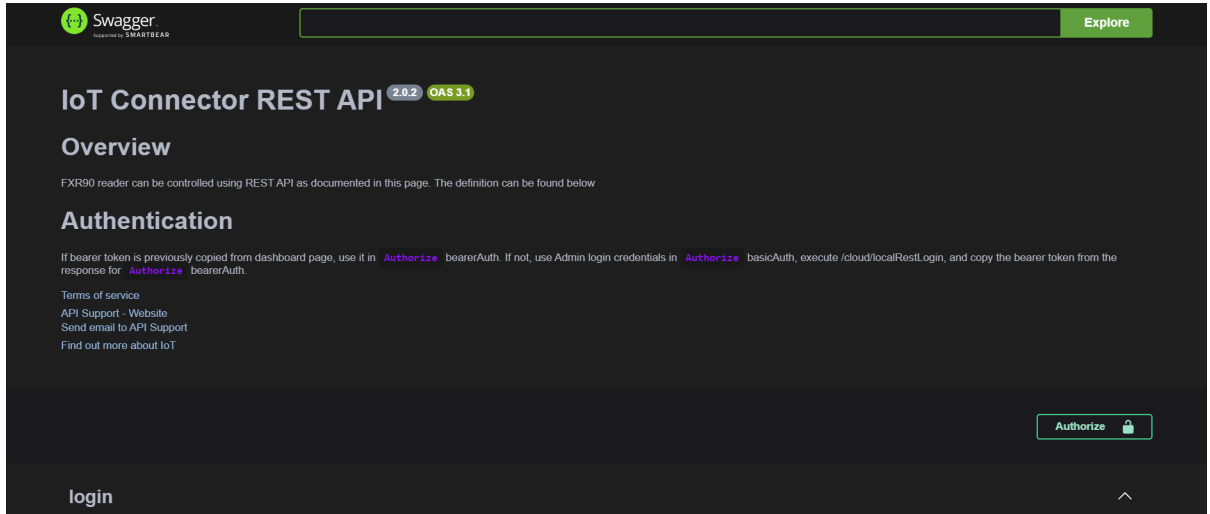 {···} Swagger.
Supported by SMARTBEAR
Explore
IoT Connector REST API 2.0.2 OAS 3.1
Overview
FXR90 reader can be controlled using REST API as documented in this page. The definition can be found below
Authentication
If bearer token is previously copied from dashboard page, use it in Authorize bearerAuth. If not, use Admin login credentials in Authorize basicAuth, execute /cloud/localRestLogin, and copy the bearer token from the
response for Authorize bearerAuth.
Terms of service
API Support - Website
Send email to API Support
Find out more about IoT
Authorize
login